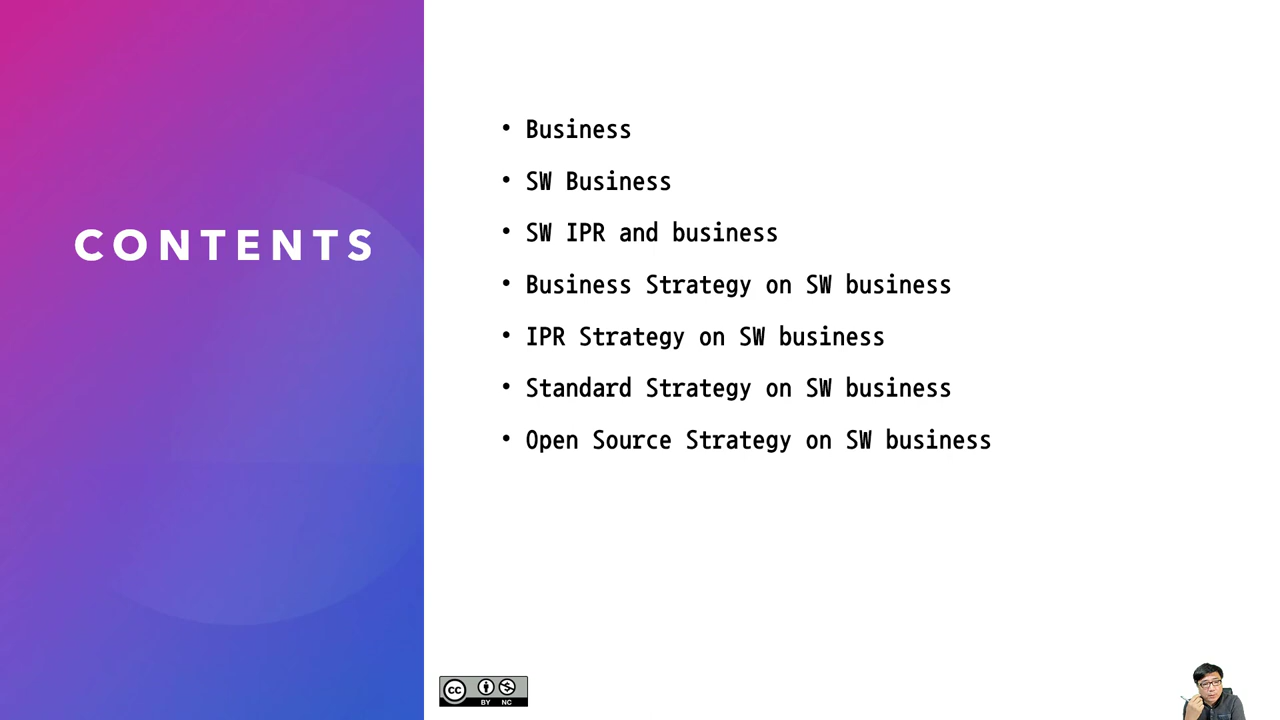 CONTENTS
• Business
• SW Business
• SW IPR and business
• Business Strategy on SW business
• IPR Strategy on SW business
• Standard Strategy on SW business
• Open Source Strategy on SW business
cc
BY NC